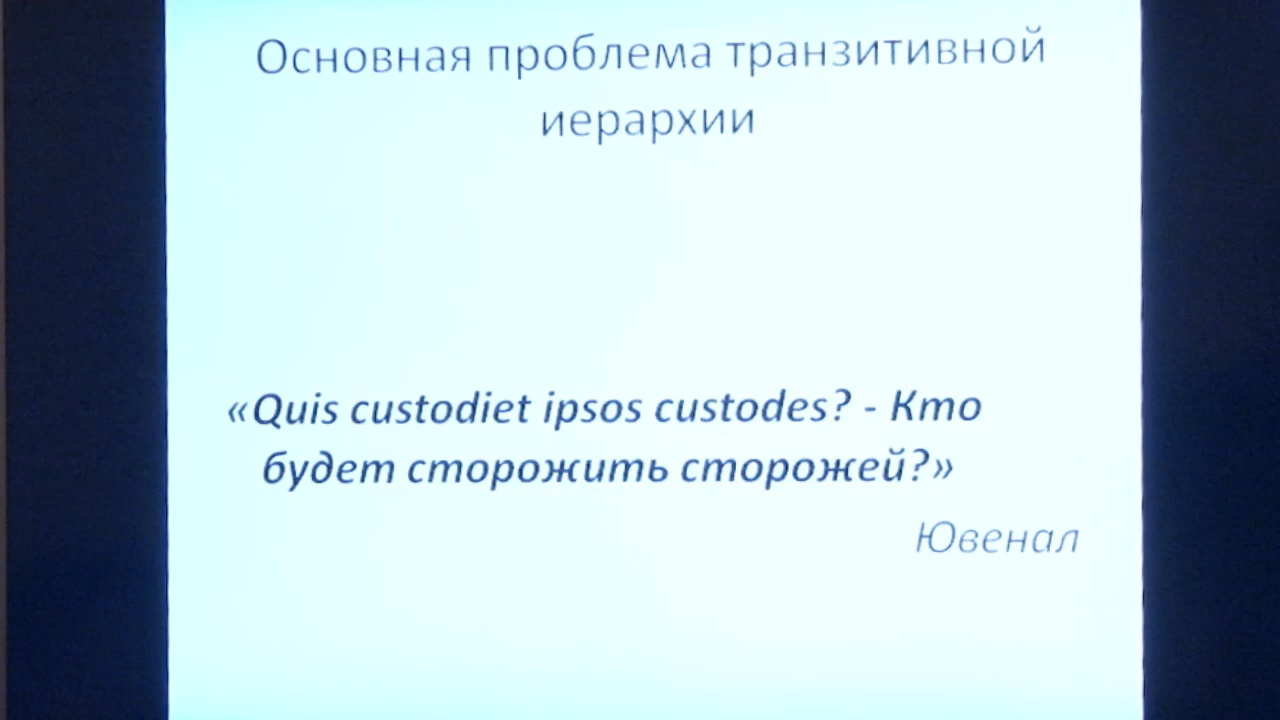 Основная проблема транзитивной
иерархии
«Quis custodiet ipsos custodes? - Кто
будет сторожить сторожей?»
Ювенал